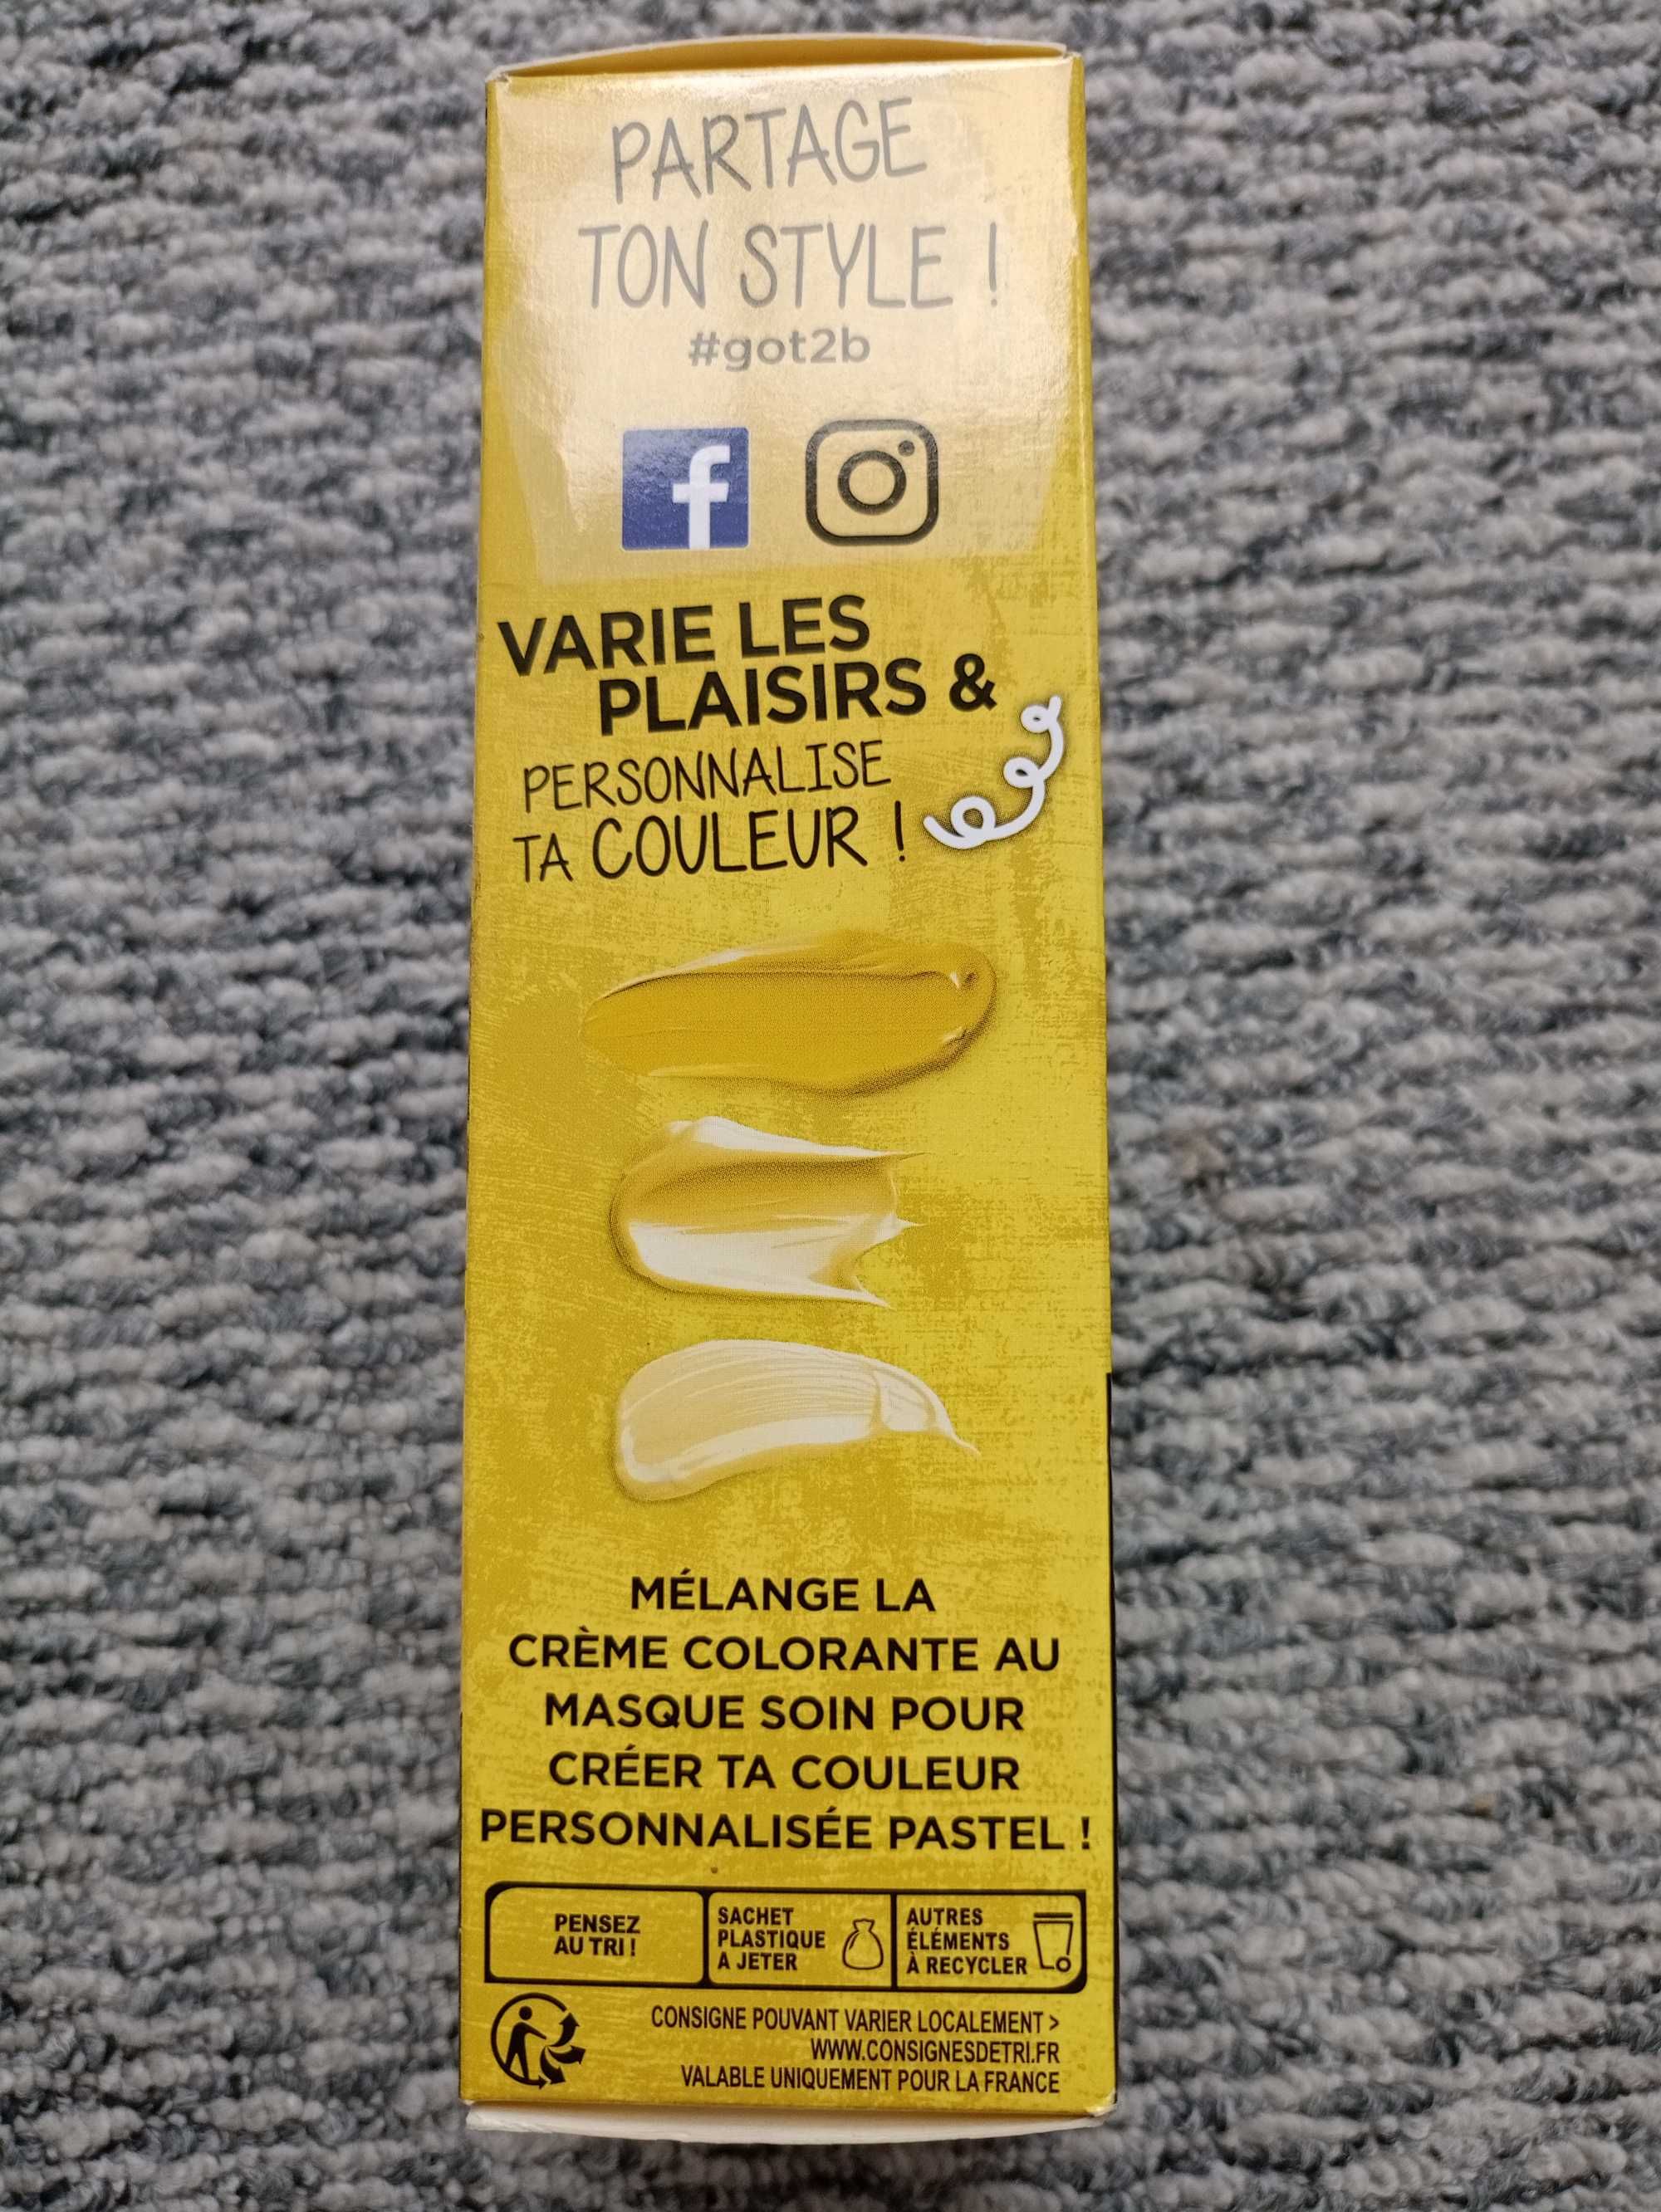 PARTAGE
TON STYLE !
#got2b
f
VARIE LES
PLAISIRS &
PERSONNALISE
TA COULEUR !
MÉLANGE LA
CRÈME COLORANTE AU
MASQUE SOIN POUR
CRÉER TA COULEUR
PERSONNALISÉE PASTEL !
PENSEZ
AU TRI !
SACHET
PLASTIQUE
A JETER
AUTRES
ÉLÉMENTS
À RECYCLER
CONSIGNE POUVANT VARIER LOCALEMENT >
WWW.CONSIGNESDETRI.FR
VALABLE UNIQUEMENT POUR LA FRANCE